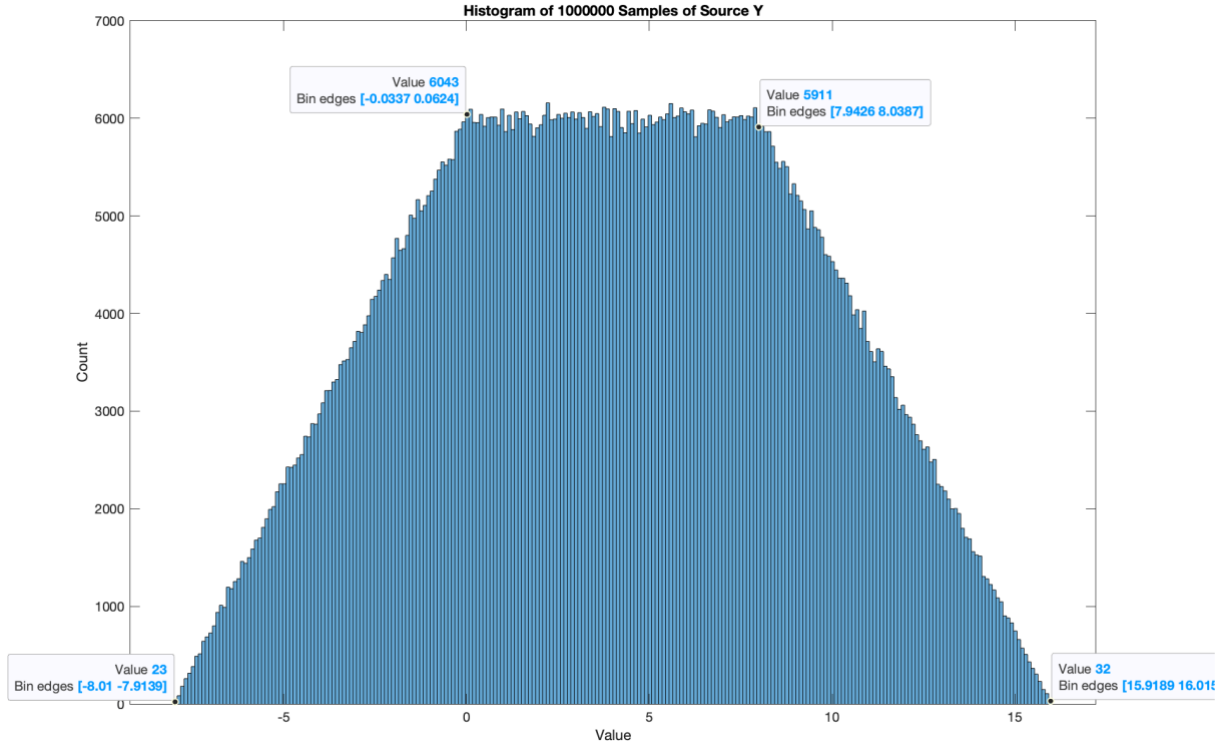 Histogram of 1000000 Samples of Source Y
7000
6000
5000
4000
3000
2000
1000
0
Count
Value 6043
Bin edges [-0.0337 0.0624]
Value 5911
Bin edges [7.9426 8.0387]
Value 23
Bin edges [-8.01 -7.9139]
Value 32
Bin edges [15.9189 16.015
-5
0
5
10
15
Value